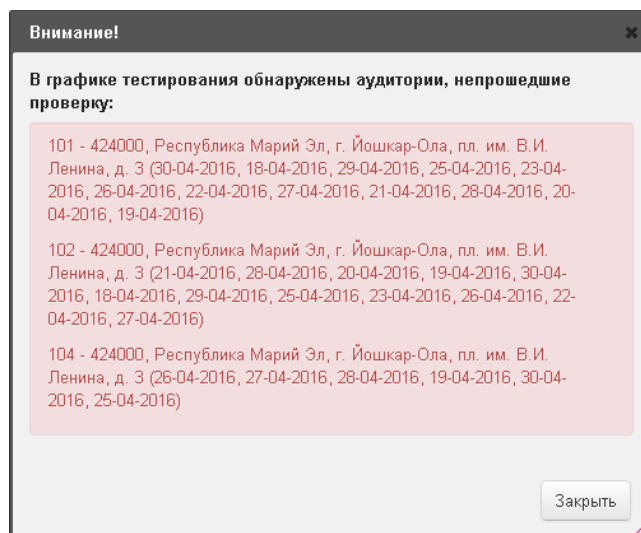 Внимание!
В графике тестирования обнаружены аудитории, непрошедшие
проверку:
101 - 424000, Республика Марий Эл, г. Йошкар-Ола, пл. им. В.И.
Ленина, д. 3 (30-04-2016, 18-04-2016, 29-04-2016, 25-04-2016, 23-04-
2016, 26-04-2016, 22-04-2016, 27-04-2016, 21-04-2016, 28-04-2016, 20-
04-2016, 19-04-2016)
102 - 424000, Республика Марий Эл, г. Йошкар-Ола, пл. им. В.И.
Ленина, д. 3 (21-04-2016, 28-04-2016, 20-04-2016, 19-04-2016, 30-04-
2016, 18-04-2016, 29-04-2016, 25-04-2016, 23-04-2016, 26-04-2016, 22-
04-2016, 27-04-2016)
104 - 424000, Республика Марий Эл, г. Йошкар-Ола, пл. им. В.И.
Ленина, д. 3 (26-04-2016, 27-04-2016, 28-04-2016, 19-04-2016, 30-04-
2016, 25-04-2016)
Закрыть